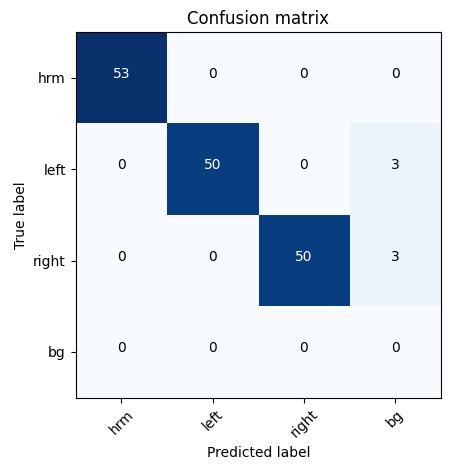 Confusion matrix
True label
hrm 53 0 0 0
left 0 50 0 3
right 0 0 50 3
bg 0 0 0 0
hrm left right bg
Predicted label